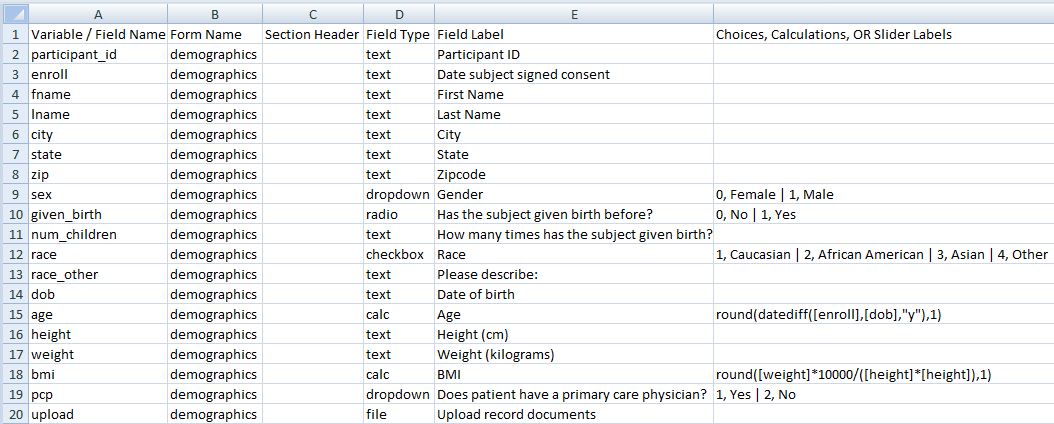 A B C D E
1 Variable / Field Name Form Name Section Header Field Type Field Label Choices, Calculations, OR Slider Labels
2 participant_id demographics text Participant ID
3 enroll demographics text Date subject signed consent
4 fname demographics text First Name
5 lname demographics text Last Name
6 city demographics text City
7 state demographics text State
8 zip demographics text Zipcode
9 sex demographics dropdown Gender 0, Female | 1, Male
10 given_birth demographics radio Has the subject given birth before? 0, No | 1, Yes
11 num_children demographics text How many times has the subject given birth?
12 race demographics checkbox Race 1, Caucasian | 2, African American | 3, Asian | 4, Other
13 race_other demographics text Please describe:
14 dob demographics text Date of birth
15 age demographics calc Age round(datediff([enroll],[dob],"y"),1)
16 height demographics text Height (cm)
17 weight demographics text Weight (kilograms)
18 bmi demographics calc BMI round([weight]*10000/([height]*[height]),1)
19 pcp demographics dropdown Does patient have a primary care physician? 1, Yes | 2, No
20 upload demographics file Upload record documents